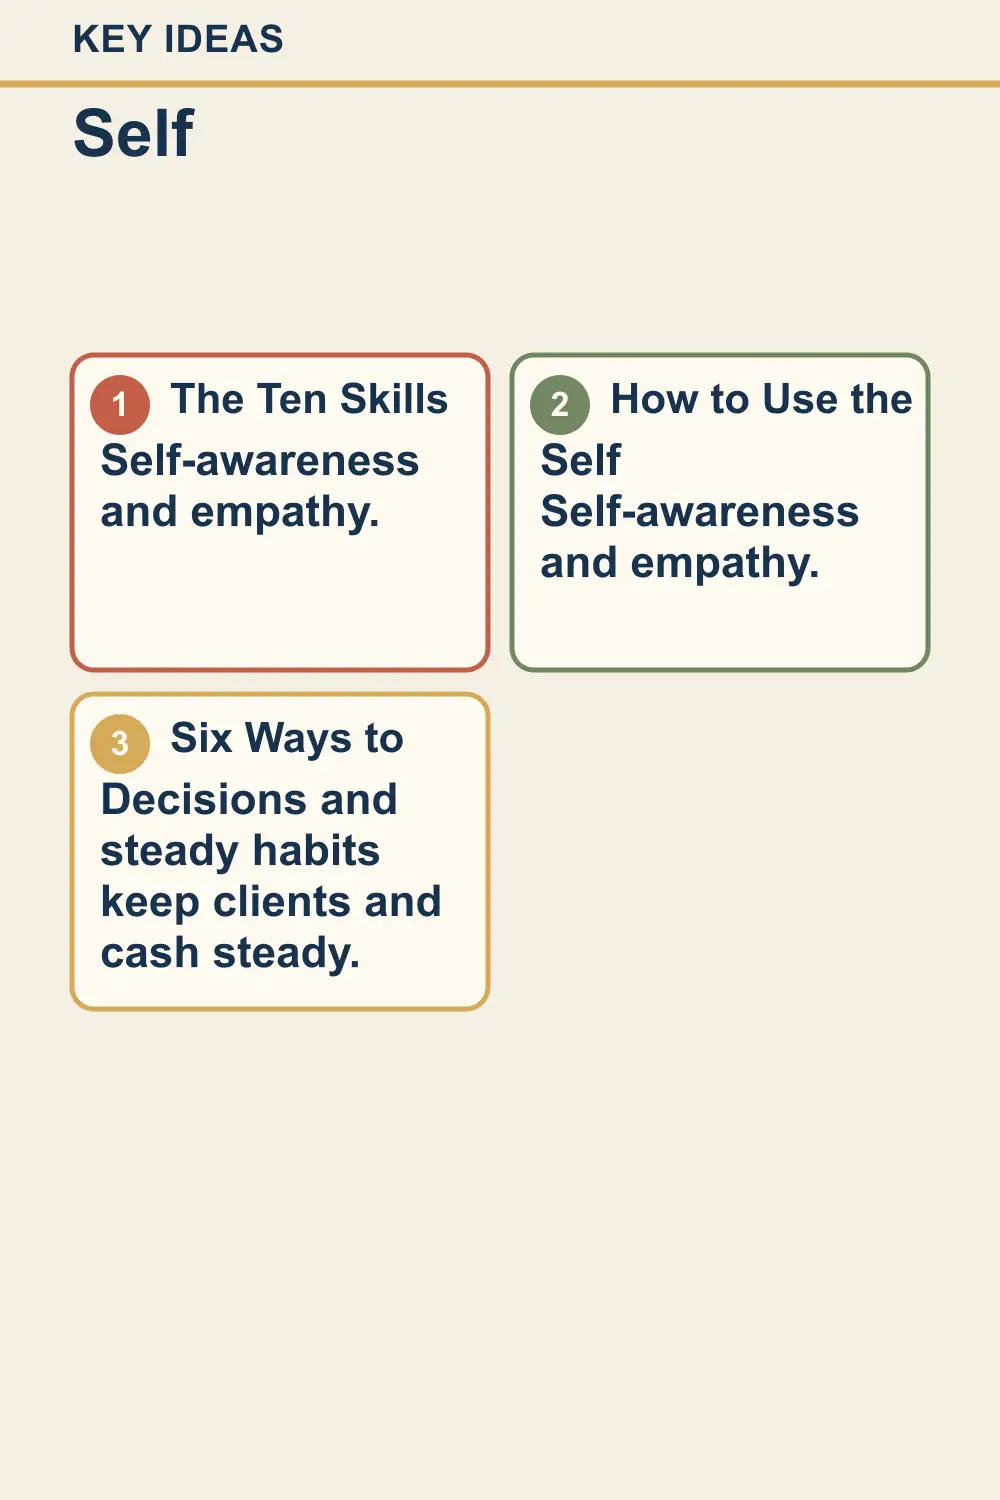 KEY IDEAS
Self
1 The Ten Skills
Self-awareness
and empathy.
2 How to Use the
Self
Self-awareness
and empathy.
3 Six Ways to
Decisions and
steady habits
keep clients and
cash steady.